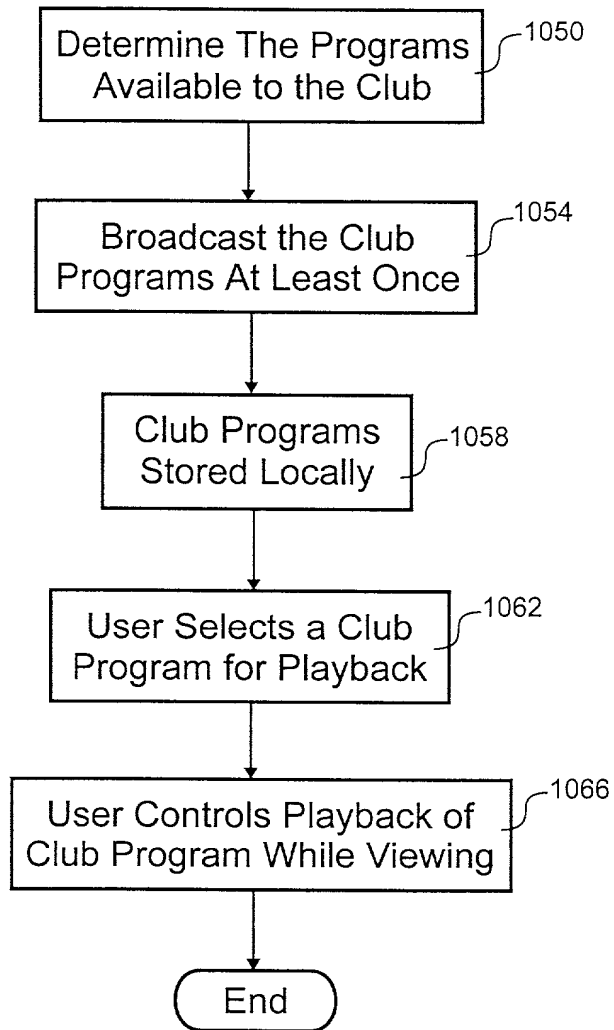 Determine The Programs
Available to the Club
1050
Broadcast the Club
Programs At Least Once
1054
Club Programs
Stored Locally
1058
User Selects a Club
Program for Playback
1062
User Controls Playback of
Club Program While Viewing
1066
End